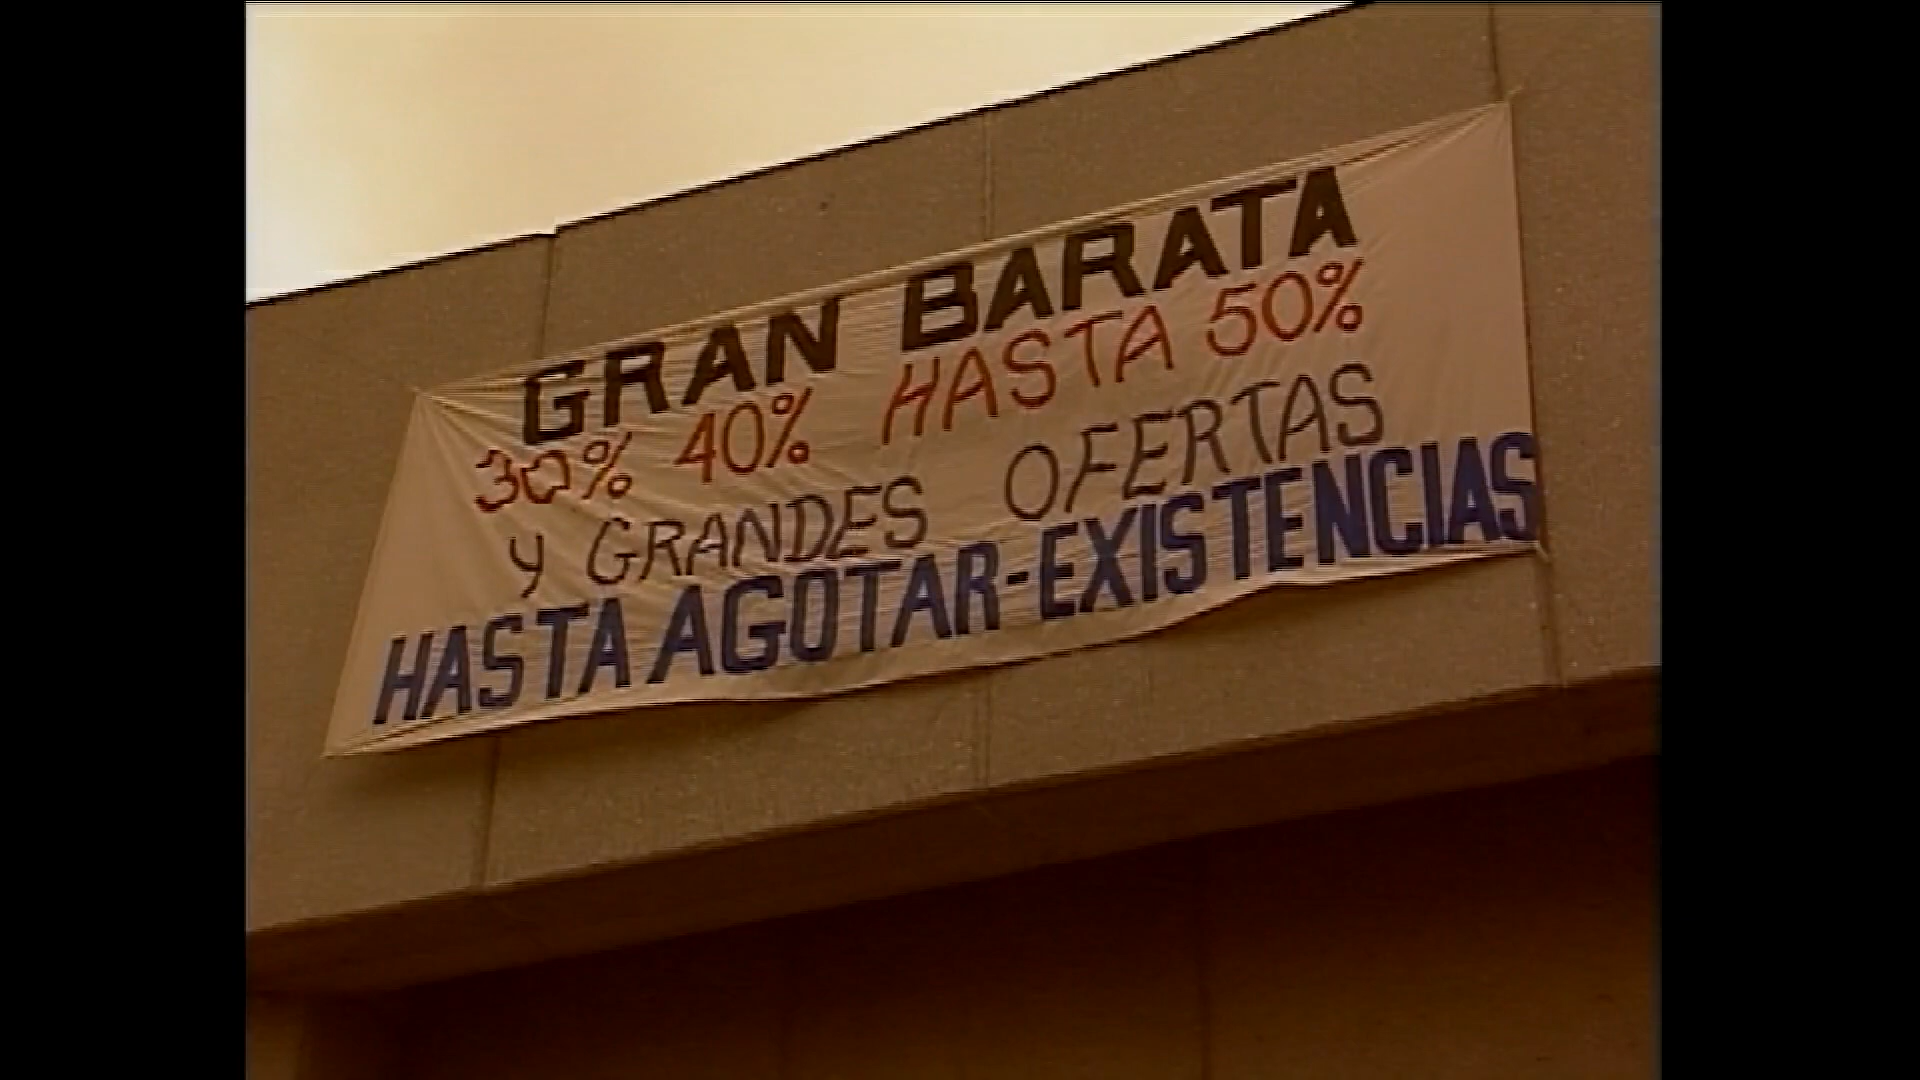 GRAN BARATA
30% 40% HASTA 50%
y GRANDES OFERTAS
HASTA AGOTAR-EXISTENCIAS